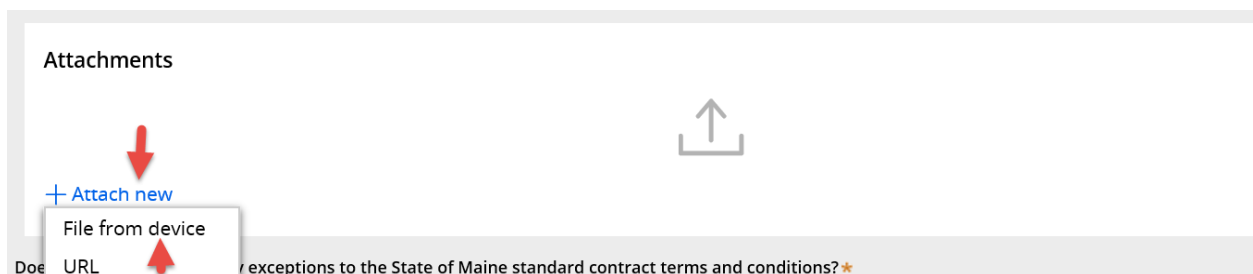 Attachments
+ Attach new
File from device
URL
Doe
exceptions to the State of Maine standard contract terms and conditions?*